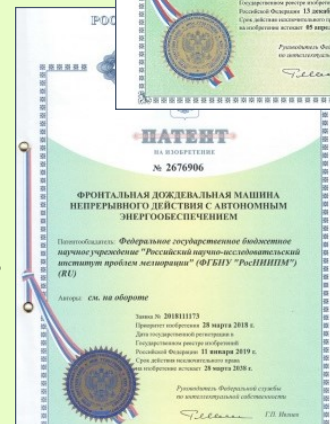 Государственном реестре изобретений
Российской Федерации 13 декабря
Срок действия исключительного права
на изобретение истекает 05 апреля
Руководитель
по интеллектуальной
РОС
ПАТЕНТ
НА ИЗОБРЕТЕНИЕ
№ 2676906
ФРОНТАЛЬНАЯ ДОЖДЕВАЛЬНАЯ МАШИНА
НЕПРЕРЫВНОГО ДЕЙСТВИЯ С АВТОНОМНЫМ
ЭНЕРГООБЕСПЕЧЕНИЕМ
Патентообладатель: Федеральное государственное бюджетное
научное учреждение "Российский научно-исследовательский
институт проблем мелиорации" (ФГБНУ "РосНИИПМ")
(RU)
Авторы: см. на обороте
Заявка № 2018111173
Приоритет изобретения 28 марта 2018 г.
Дата государственной регистрации в
Государственном реестре изобретений
Российской Федерации 11 января 2019 г.
Срок действия исключительного права
на изобретение истекает 28 марта 2038 г.
Руководитель Федеральной службы
по интеллектуальной собственности
Г.П. Ивлиев